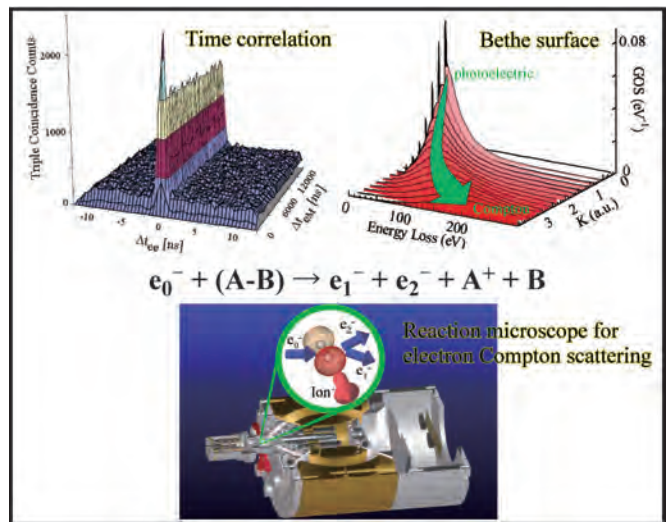 Time correlation
Triple Coincidence Counts
2000
1000
0
-10
-5
0
5
10
Δt_ee [ns]
0
6000
12000
Δt_eM [ns]
Bethe surface
photoelectric
Compton
0.08
0
GOS (eV⁻¹)
0
100
200
Energy Loss (eV)
3
2
1
0
K (a.u.)
e₀⁻ + (A-B) → e₁⁻ + e₂⁻ + A⁺ + B
Reaction microscope for
electron Compton scattering
e₀⁻
e₂⁻
e₁⁻
Ion